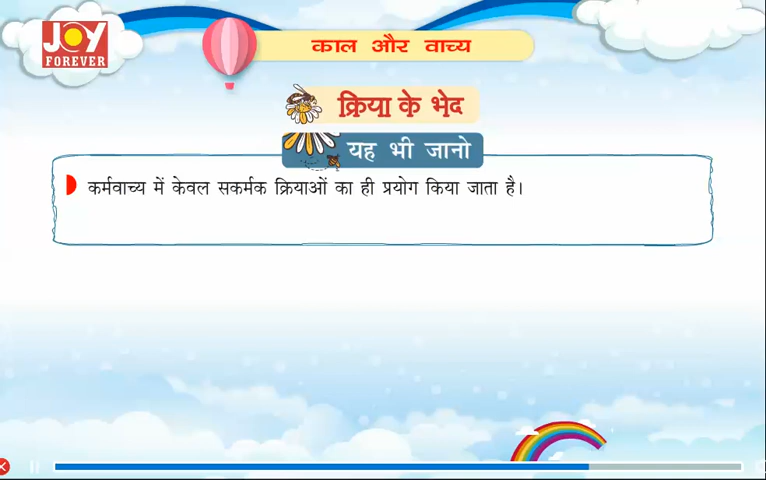 JOY
FOREVER
काल और वाच्य
क्रिया के भेद
यह भी जानो
कर्मवाच्य में केवल सकर्मक क्रियाओं का ही प्रयोग किया जाता है।